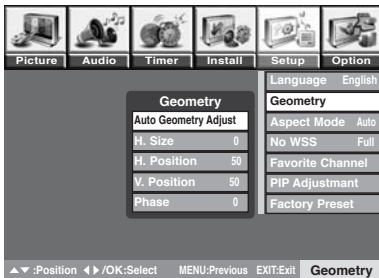 Picture Audio Timer Install Setup Option
Language English
Geometry
Aspect Mode Auto
No WSS Full
Favorite Channel
PIP Adjustmant
Factory Preset
Geometry
Auto Geometry Adjust
H. Size 0
H. Position 50
V. Position 50
Phase 0
▲▼ :Position ◀ ▶ /OK:Select MENU:Previous EXIT:Exit Geometry